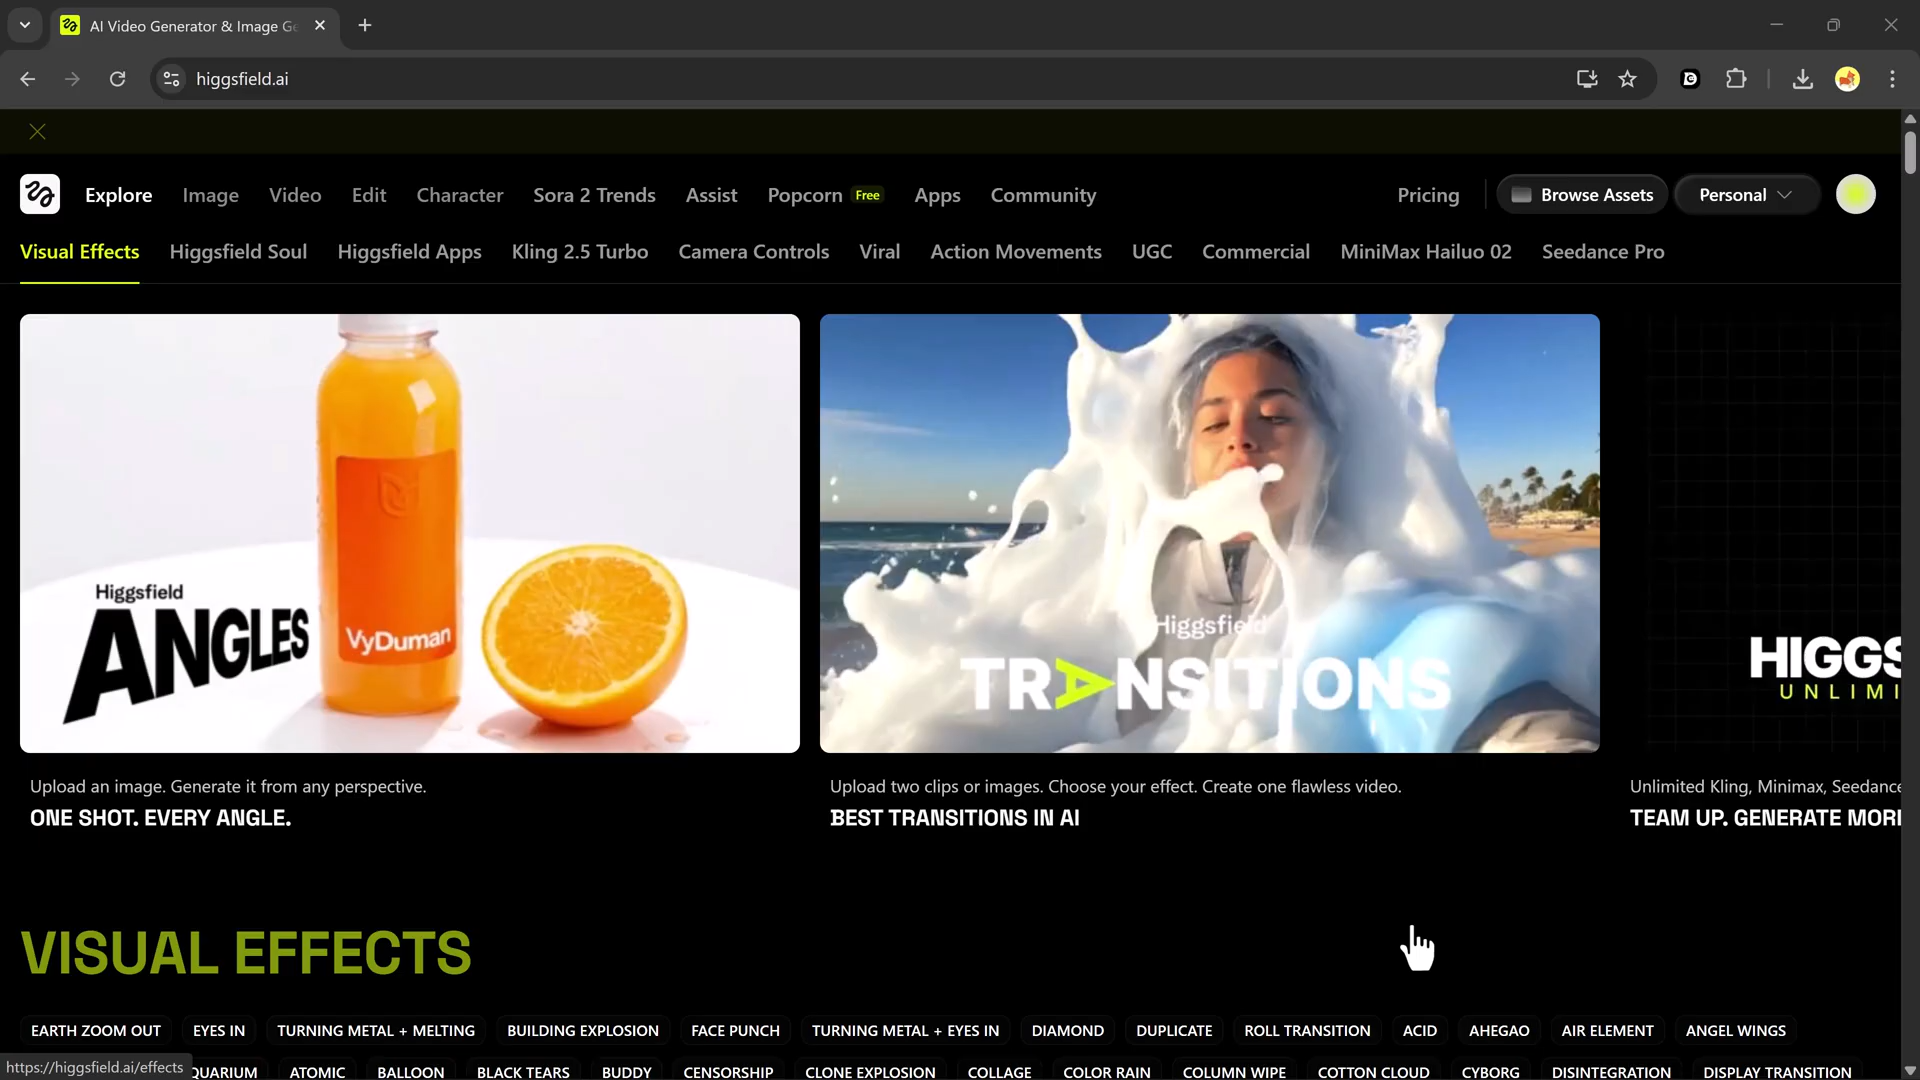 AI Video Generator & Image Ge
higgsfield.ai
Explore Image Video Edit Character Sora 2 Trends Assist Popcorn Free Apps Community Pricing Browse Assets Personal
Visual Effects Higgsfield Soul Higgsfield Apps Kling 2.5 Turbo Camera Controls Viral Action Movements UGC Commercial MiniMax Hailuo 02 Seedance Pro
Higgsfield
ANGLES
VyDuman
Higgsfield
TRANSITIONS
HIGGS
UNLIMI
Upload an image. Generate it from any perspective.
ONE SHOT. EVERY ANGLE.
Upload two clips or images. Choose your effect. Create one flawless video.
BEST TRANSITIONS IN AI
Unlimited Kling, Minimax, Seedance
TEAM UP. GENERATE MORE
VISUAL EFFECTS
EARTH ZOOM OUT EYES IN TURNING METAL + MELTING BUILDING EXPLOSION FACE PUNCH TURNING METAL + EYES IN DIAMOND DUPLICATE ROLL TRANSITION ACID AHEGAO AIR ELEMENT ANGEL WINGS
QUARIUM ATOMIC BALLOON BLACK TEARS BUDDY CENSORSHIP CLONE EXPLOSION COLLAGE COLOR RAIN COLUMN WIPE COTTON CLOUD CYBORG DISINTEGRATION DISPLAY TRANSITION
https://higgsfield.ai/effects